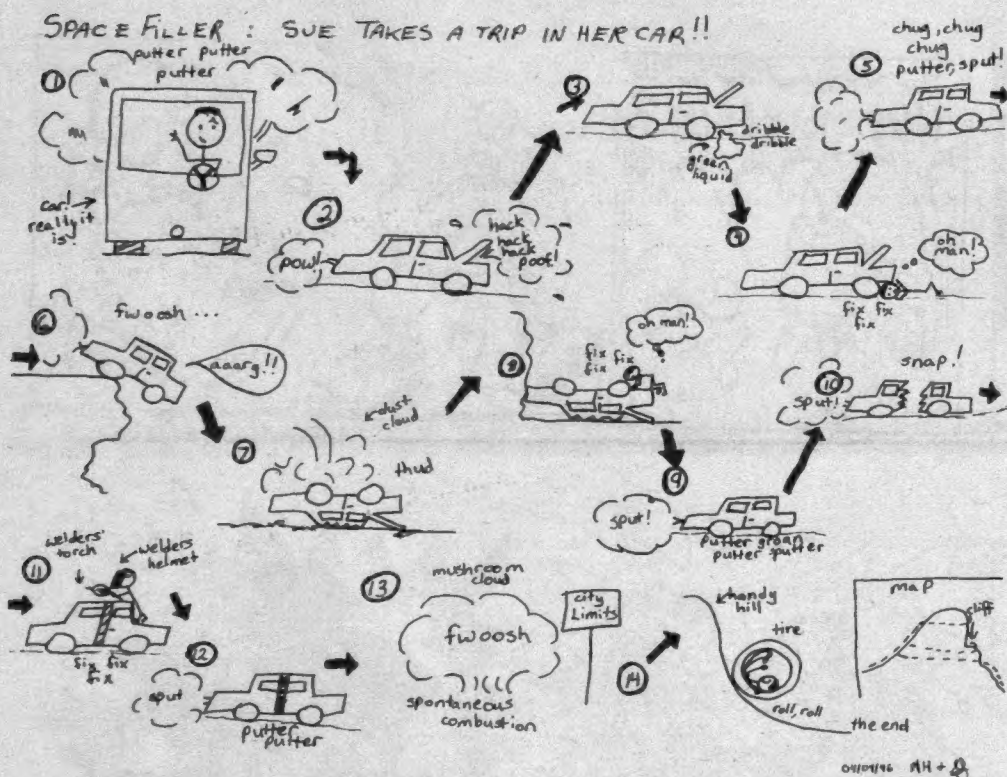 SPACE FILLER : SUE TAKES A TRIP IN HER CAR!!
1
putter putter
putter
car!
really it
is!
2
pow!
hack
hack
hack
poof!
3
dribble
dribble
green
liquid
4
oh
man!
fix fix
fix
5
chug, chug
chug
putter, sput!
6
fwoosh...
aaarg!!
7
dust
cloud
thud
8
oh man!
fix fix
fix
9
sput!
putter groan
putter sputter
10
sput!
snap!
11
welders'
torch
welders
helmet
fix fix
fix
12
sput
putter
putter
13
mushroom
cloud
fwoosh
spontaneous
combustion
city
Limits
14
handy
hill
tire
roll, roll
the end
map
cliff
04/04/96